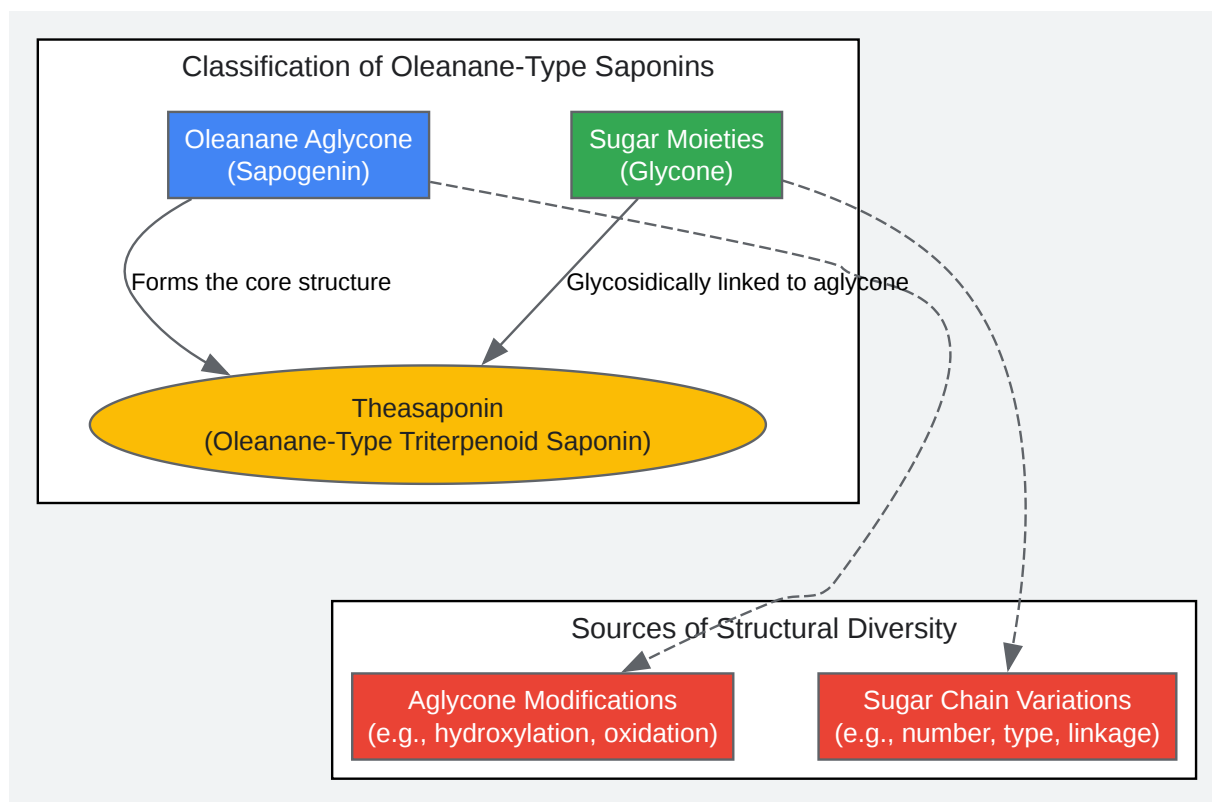 Classification of Oleanane-Type Saponins
Oleanane Aglycone
(Sapogenin)
Sugar Moieties
(Glycone)
Forms the core structure
Glycosidically linked to aglycone
Theasaponin
(Oleanane-Type Triterpenoid Saponin)
Sources of Structural Diversity
Aglycone Modifications
(e.g., hydroxylation, oxidation)
Sugar Chain Variations
(e.g., number, type, linkage)